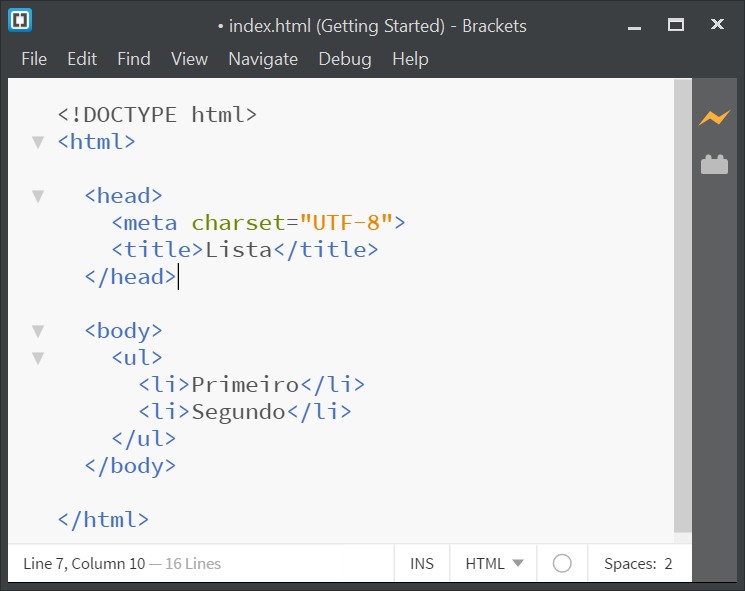 • index.html (Getting Started) - Brackets
File Edit Find View Navigate Debug Help
<!DOCTYPE html>
<html>
<head>
<meta charset="UTF-8">
<title>Lista</title>
</head>
<body>
<ul>
<li>Primeiro</li>
<li>Segundo</li>
</ul>
</body>
</html>
Line 7, Column 10 — 16 Lines INS HTML Spaces: 2